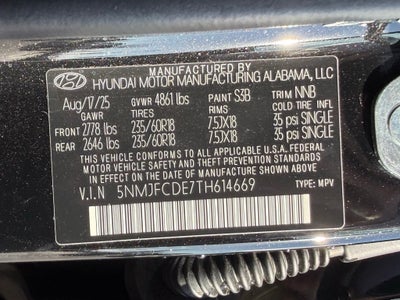 MANUFACTURED BY
HYUNDAI MOTOR MANUFACTURING ALABAMA, LLC
Aug/17/25 GVWR 4861 lbs PAINT S3B TRIM NNB
GAWR TIRES RIMS COLD TIRE INF.
FRONT 2778 lbs 235/60R18 7.5JX18 35 psi SINGLE
REAR 2646 lbs 235/60R18 7.5JX18 35 psi SINGLE
THIS VEHICLE CONFORMS TO ALL APPLICABLE FEDERAL
MOTOR VEHICLE SAFETY AND THEFT PREVENTION STANDARDS
IN EFFECT ON THE DATE OF MANUFACTURE SHOWN ABOVE.
V.I.N 5NMJFCDE7TH614669
TYPE: MPV